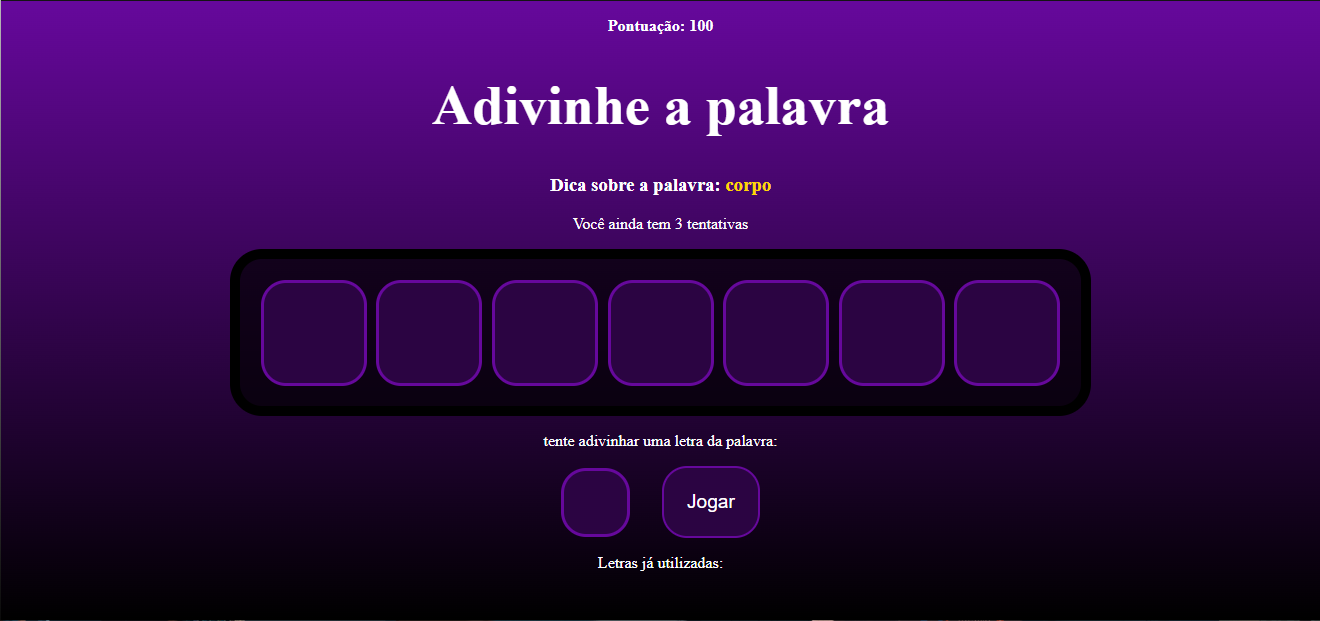 Pontuação: 100
Adivinhe a palavra
Dica sobre a palavra: corpo
Você ainda tem 3 tentativas
tente adivinhar uma letra da palavra:
Jogar
Letras já utilizadas: